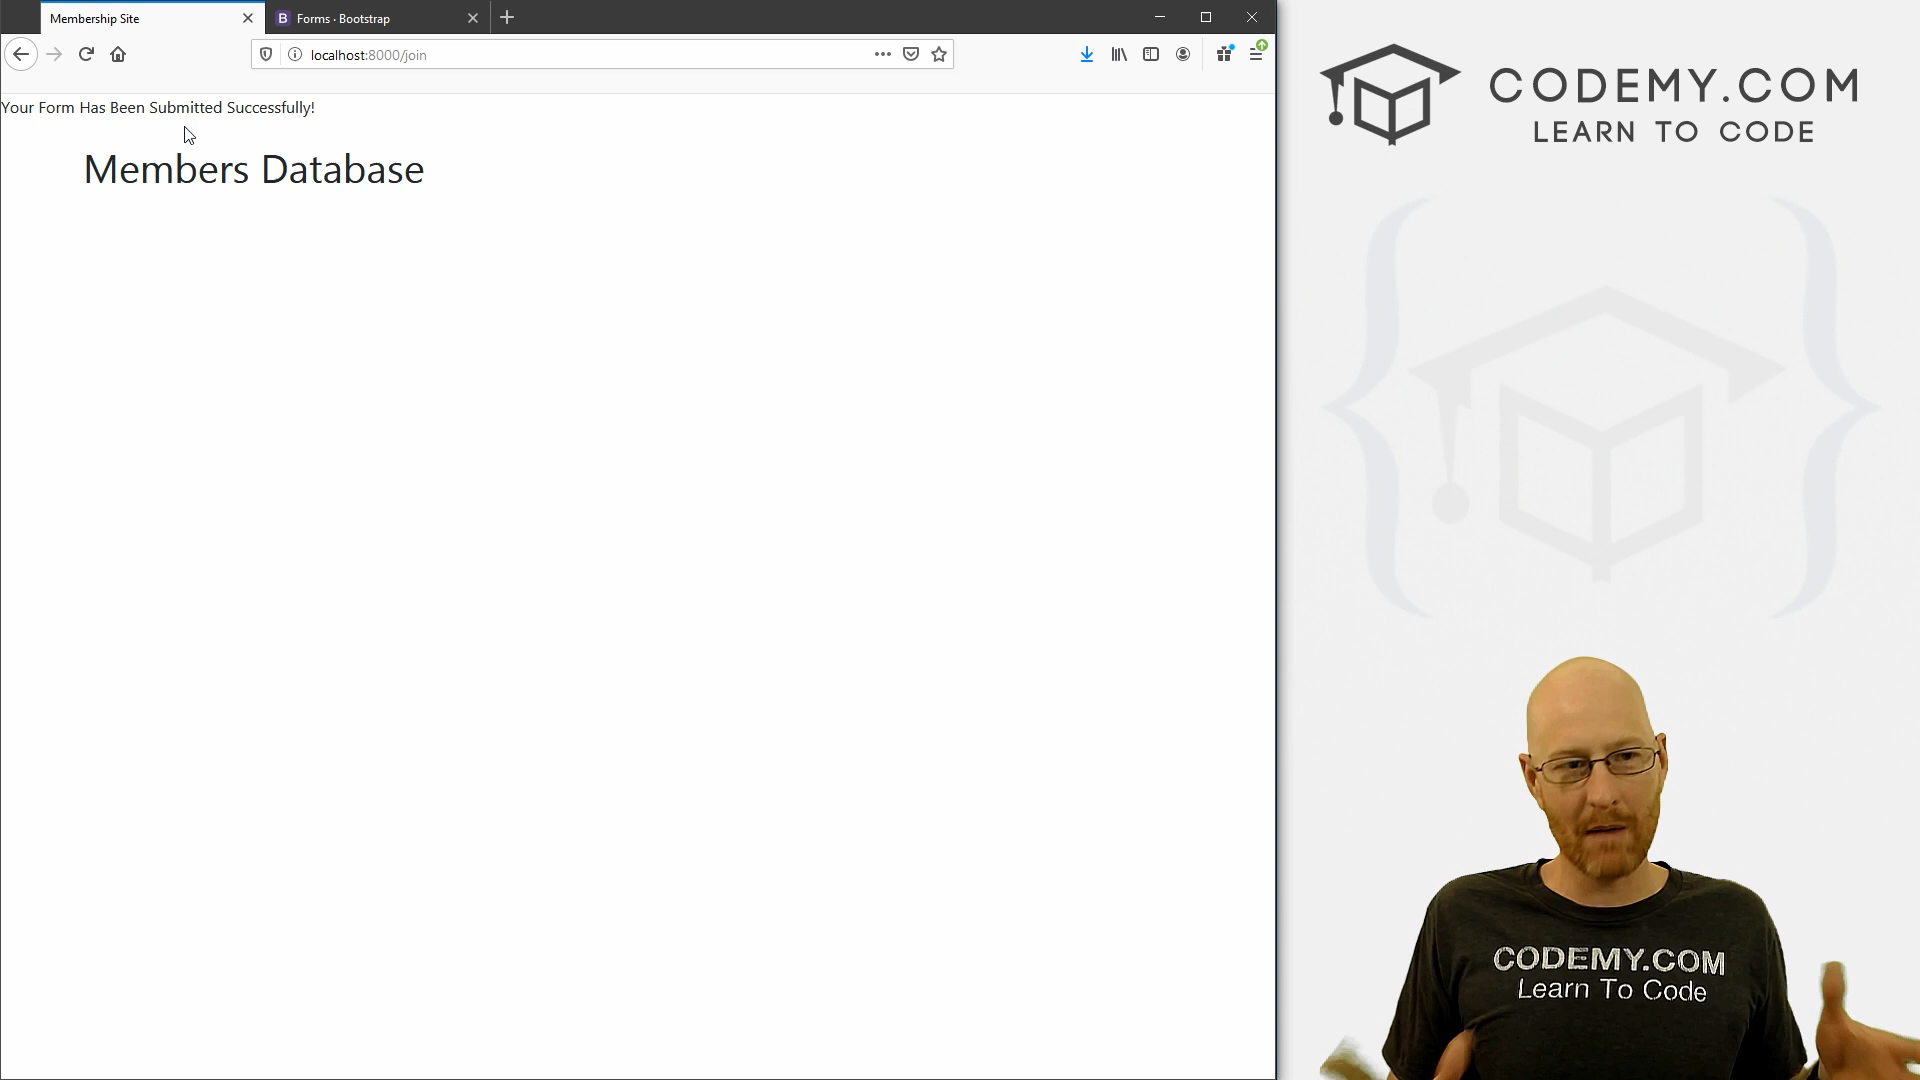 Membership Site
B Forms · Bootstrap
localhost:8000/join
Your Form Has Been Submitted Successfully!
Members Database
CODEMY.COM
LEARN TO CODE
CODEMY.COM
Learn To Code